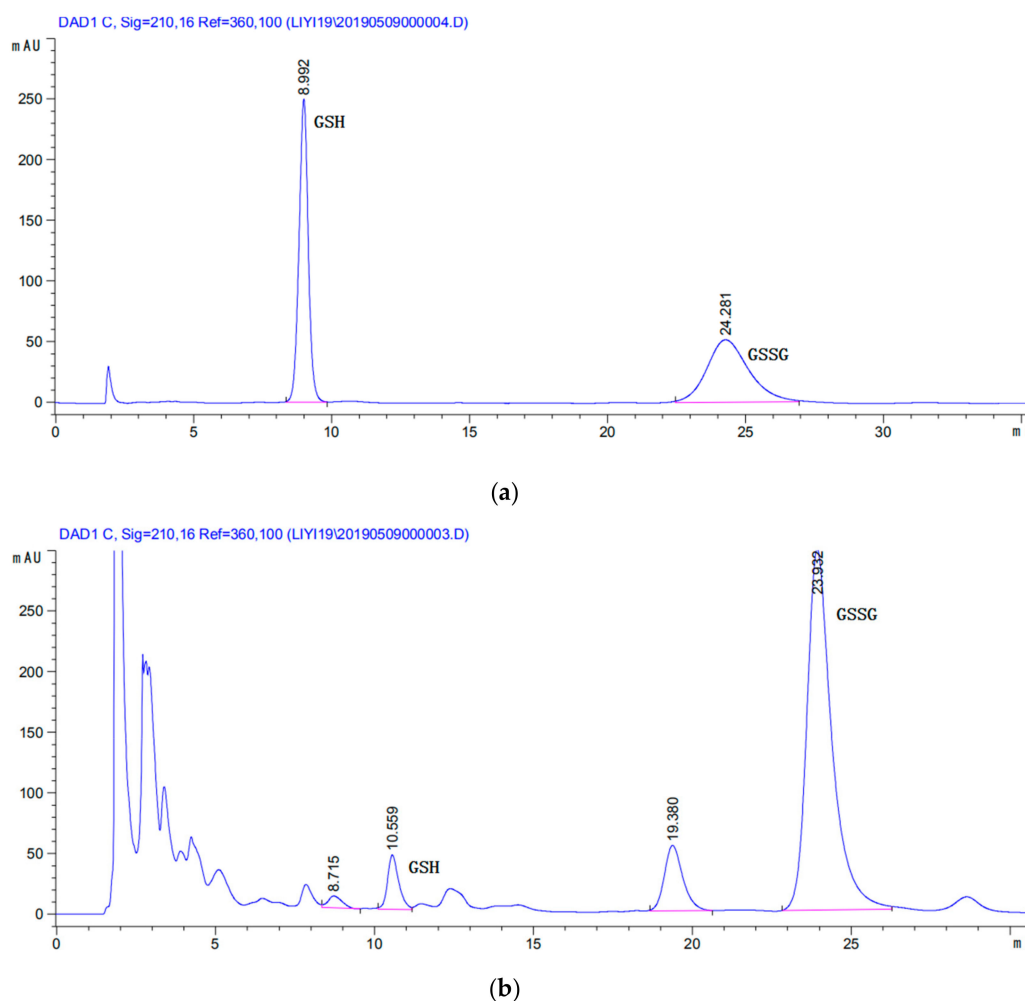 DAD1 C, Sig=210,16 Ref=360,100 (LIYI19\20190509000004.D)
mAU
8.992
GSH
250
200
150
100
50
0
24.281
GSSG
0 5 10 15 20 25 30 m
(a)
DAD1 C, Sig=210,16 Ref=360,100 (LIYI19\20190509000003.D)
mAU
23.932
GSSG
250
200
150
100
50
0
8.715
10.559
GSH
19.380
0 5 10 15 20 25 m
(b)